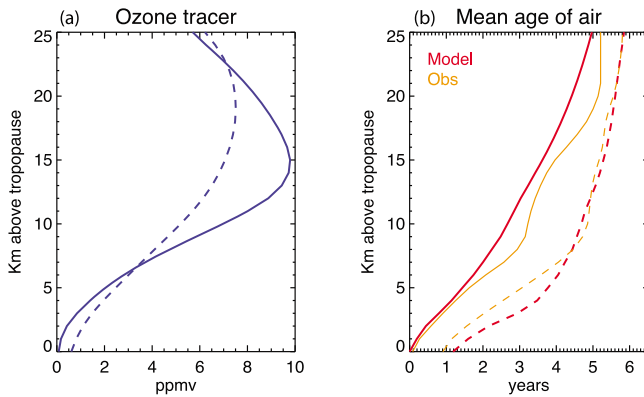 (a) Ozone tracer
25
20
15
10
5
0
Km above tropopause
0 2 4 6 8 10
ppmv
(b) Mean age of air
Model
Obs
25
20
15
10
5
0
Km above tropopause
0 1 2 3 4 5 6
years